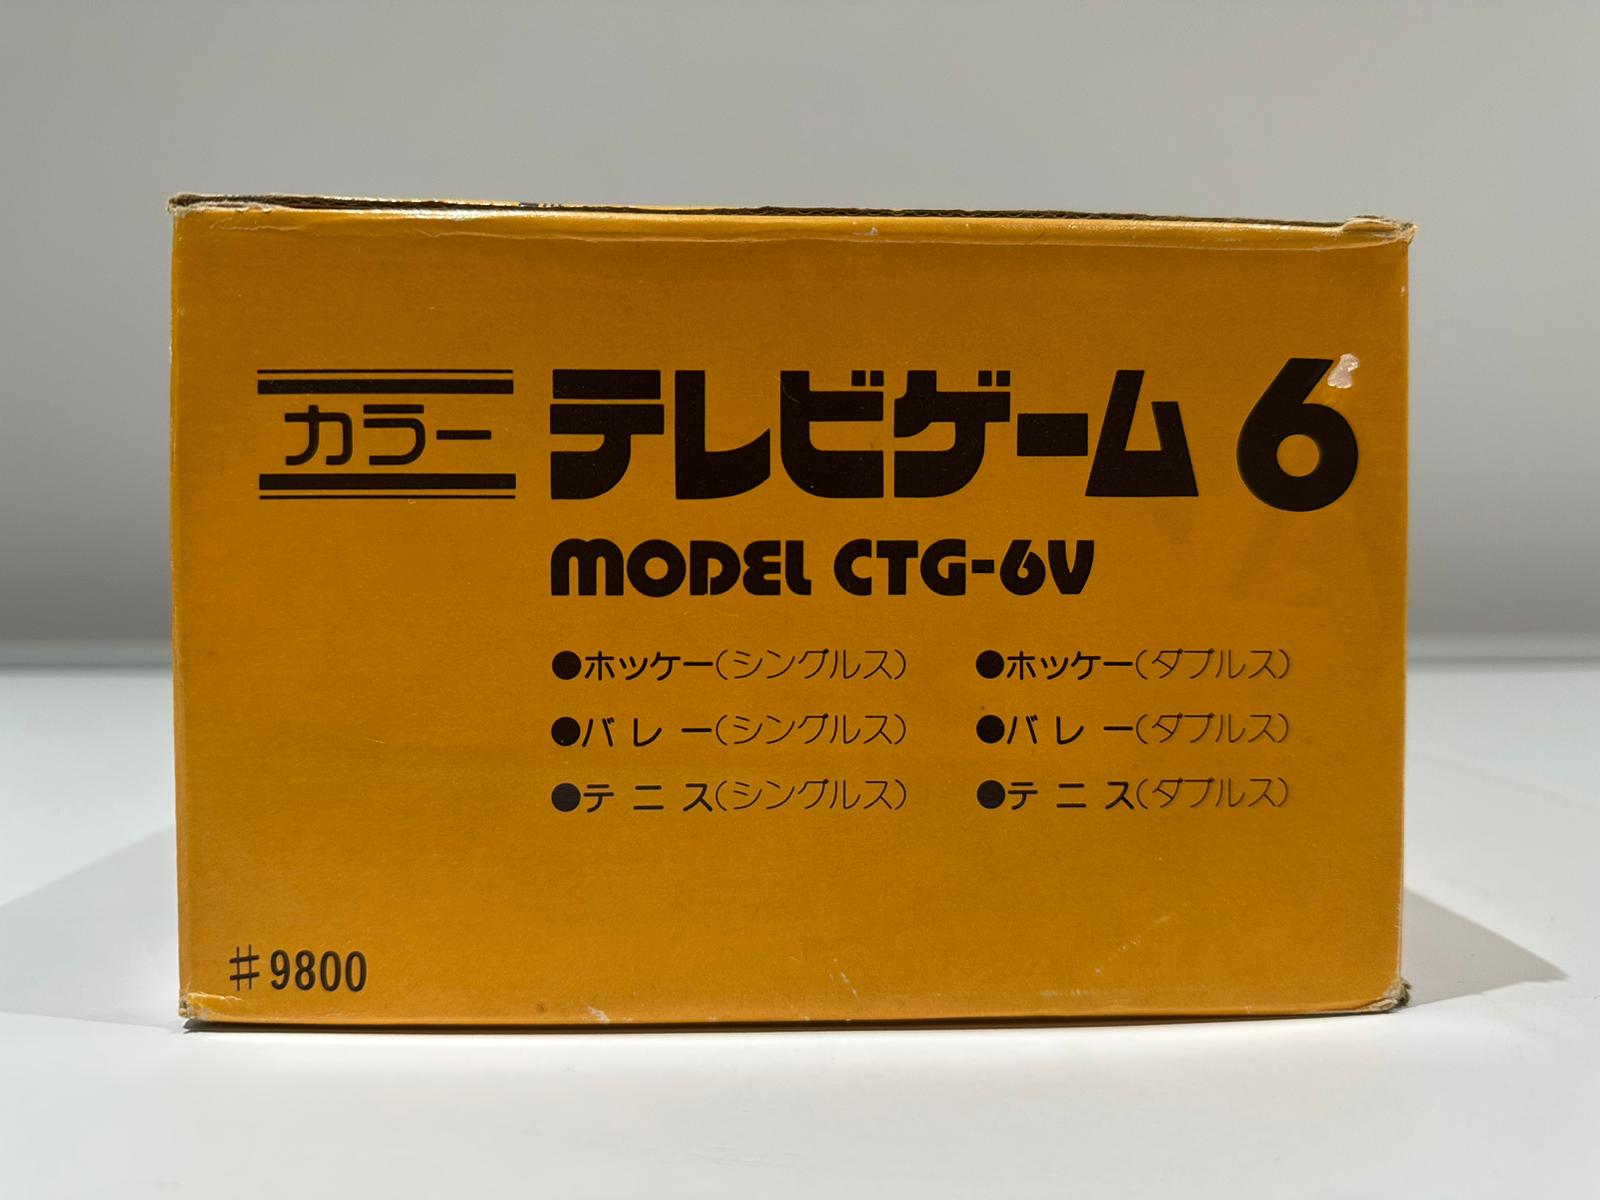 カラー テレビゲーム 6
MODEL CTG-6V
●ホッケー(シングルス) ●ホッケー(ダブルス)
●バレー(シングルス) ●バレー(ダブルス)
●テニス(シングルス) ●テニス(ダブルス)
#9800